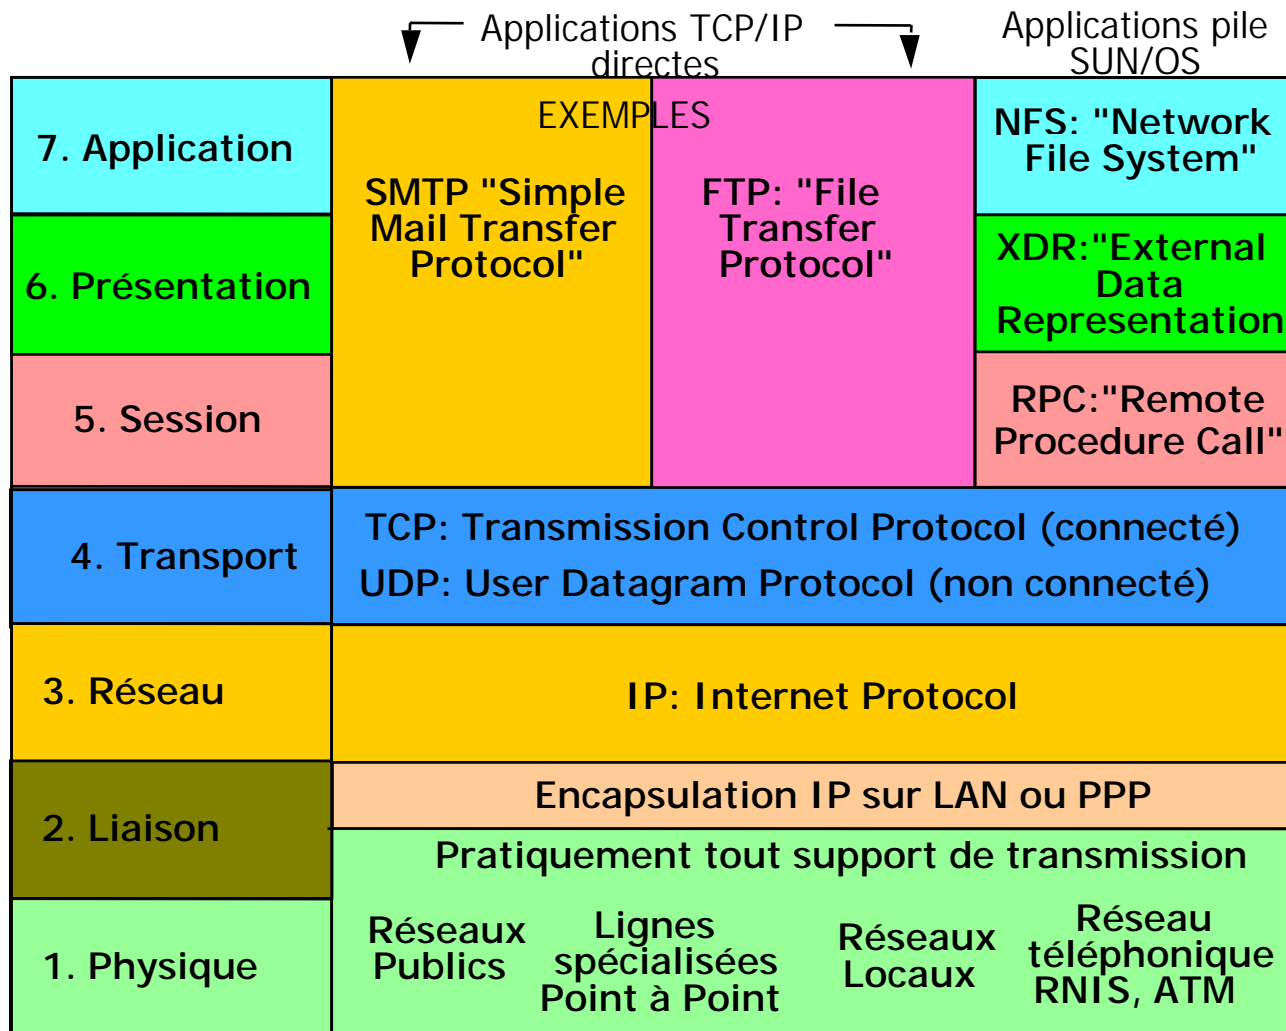 Applications TCP/IP
directes
Applications pile
SUN/OS
EXEMPLES
7. Application
SMTP "Simple
Mail Transfer
Protocol"
FTP: "File
Transfer
Protocol"
NFS: "Network
File System"
6. Présentation
XDR:"External
Data
Representation
5. Session
RPC:"Remote
Procedure Call"
4. Transport
TCP: Transmission Control Protocol (connecté)
UDP: User Datagram Protocol (non connecté)
3. Réseau
IP: Internet Protocol
2. Liaison
Encapsulation IP sur LAN ou PPP
Pratiquement tout support de transmission
1. Physique
Réseaux
Publics
Lignes
spécialisées
Point à Point
Réseaux
Locaux
Réseau
téléphonique
RNIS, ATM